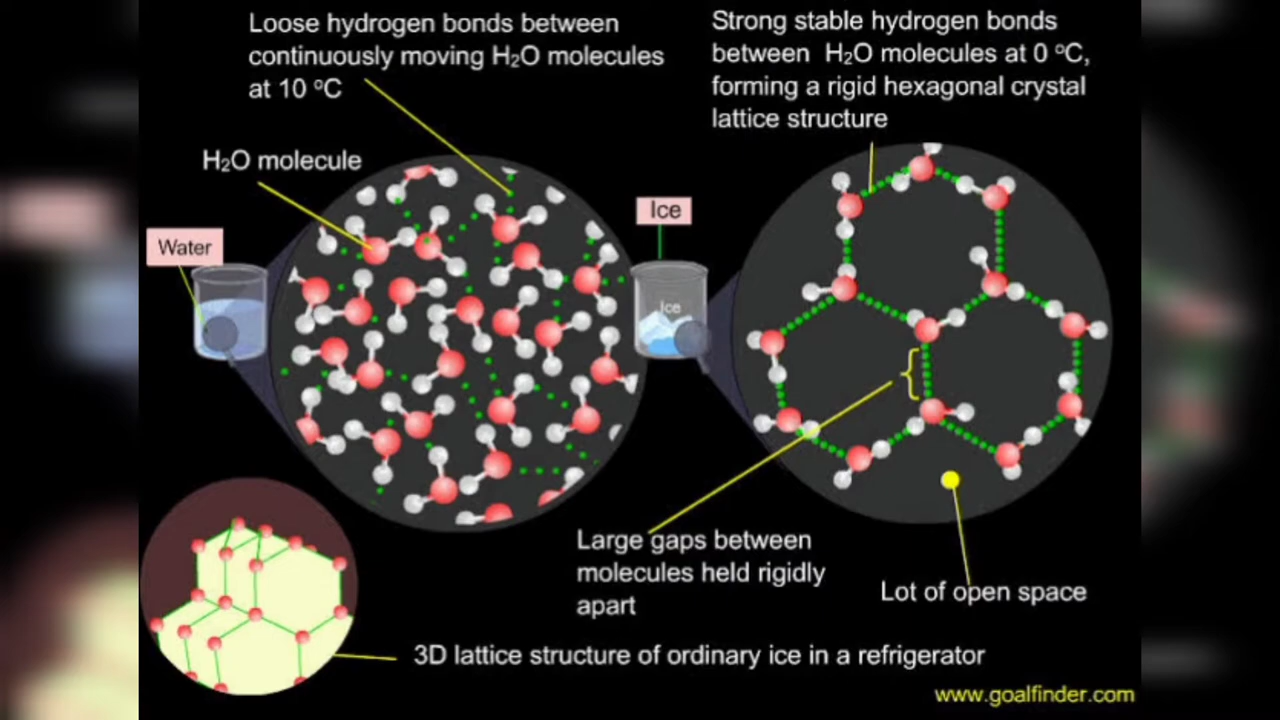 Loose hydrogen bonds between
continuously moving H₂O molecules
at 10 ºC
Strong stable hydrogen bonds
between H₂O molecules at 0 ºC,
forming a rigid hexagonal crystal
lattice structure
H₂O molecule
Water
Ice
Ice
Large gaps between
molecules held rigidly
apart
Lot of open space
3D lattice structure of ordinary ice in a refrigerator
www.goalfinder.com